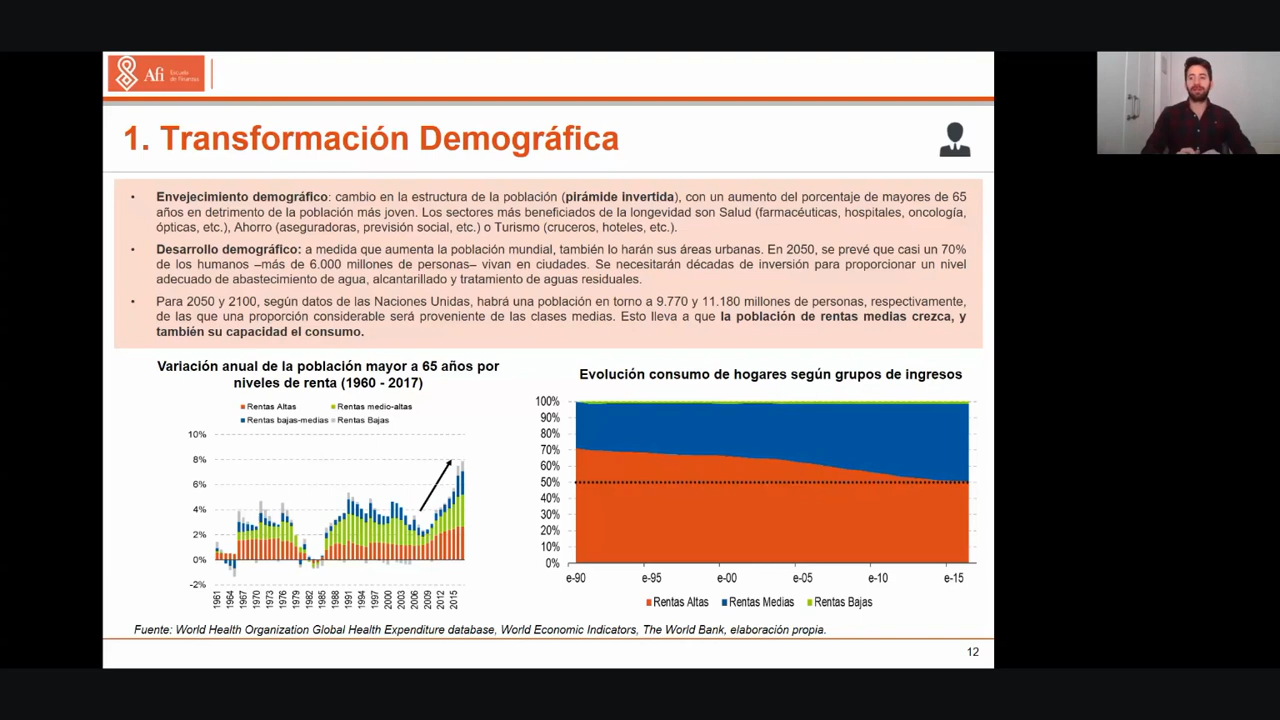 Afi Escuela de Finanzas
1. Transformación Demográfica
• Envejecimiento demográfico: cambio en la estructura de la población (pirámide invertida), con un aumento del porcentaje de mayores de 65
años en detrimento de la población más joven. Los sectores más beneficiados de la longevidad son Salud (farmacéuticas, hospitales, oncología,
ópticas, etc.), Ahorro (aseguradoras, previsión social, etc.) o Turismo (cruceros, hoteles, etc.).
• Desarrollo demográfico: a medida que aumenta la población mundial, también lo harán sus áreas urbanas. En 2050, se prevé que casi un 70%
de los humanos –más de 6.000 millones de personas– vivan en ciudades. Se necesitarán décadas de inversión para proporcionar un nivel
adecuado de abastecimiento de agua, alcantarillado y tratamiento de aguas residuales.
• Para 2050 y 2100, según datos de las Naciones Unidas, habrá una población en torno a 9.770 y 11.180 millones de personas, respectivamente,
de las que una proporción considerable será proveniente de las clases medias. Esto lleva a que la población de rentas medias crezca, y
también su capacidad el consumo.
Variación anual de la población mayor a 65 años por
niveles de renta (1960 - 2017)
Rentas Altas Rentas medio-altas
Rentas bajas-medias Rentas Bajas
10%
8%
6%
4%
2%
0%
-2%
1961 1964 1967 1970 1973 1976 1979 1982 1985 1988 1991 1994 1997 2000 2003 2006 2009 2012 2015
Evolución consumo de hogares según grupos de ingresos
100%
90%
80%
70%
60%
50%
40%
30%
20%
10%
0%
e-90 e-95 e-00 e-05 e-10 e-15
Rentas Altas Rentas Medias Rentas Bajas
Fuente: World Health Organization Global Health Expenditure database, World Economic Indicators, The World Bank, elaboración propia.
12